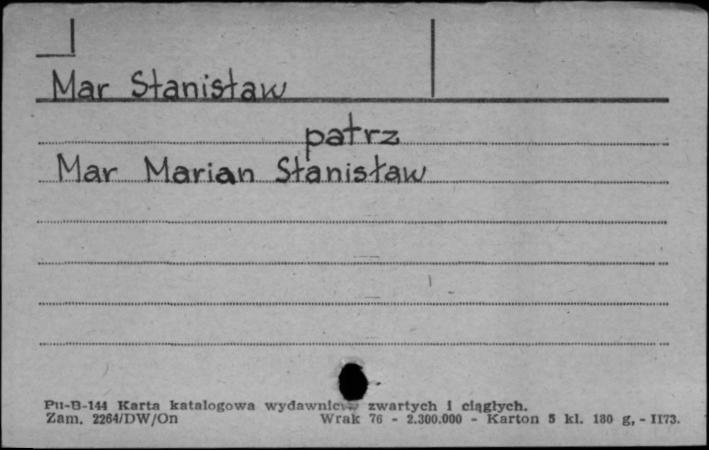 Mar Stanisław
patrz
Mar Marian Stanisław
Pu-B-144 Karta katalogowa wydawnictw zwartych i ciągłych.
Zam. 2264/DW/On Wrak 76 - 2.300.000 - Karton 5 kl. 180 g, - II73.